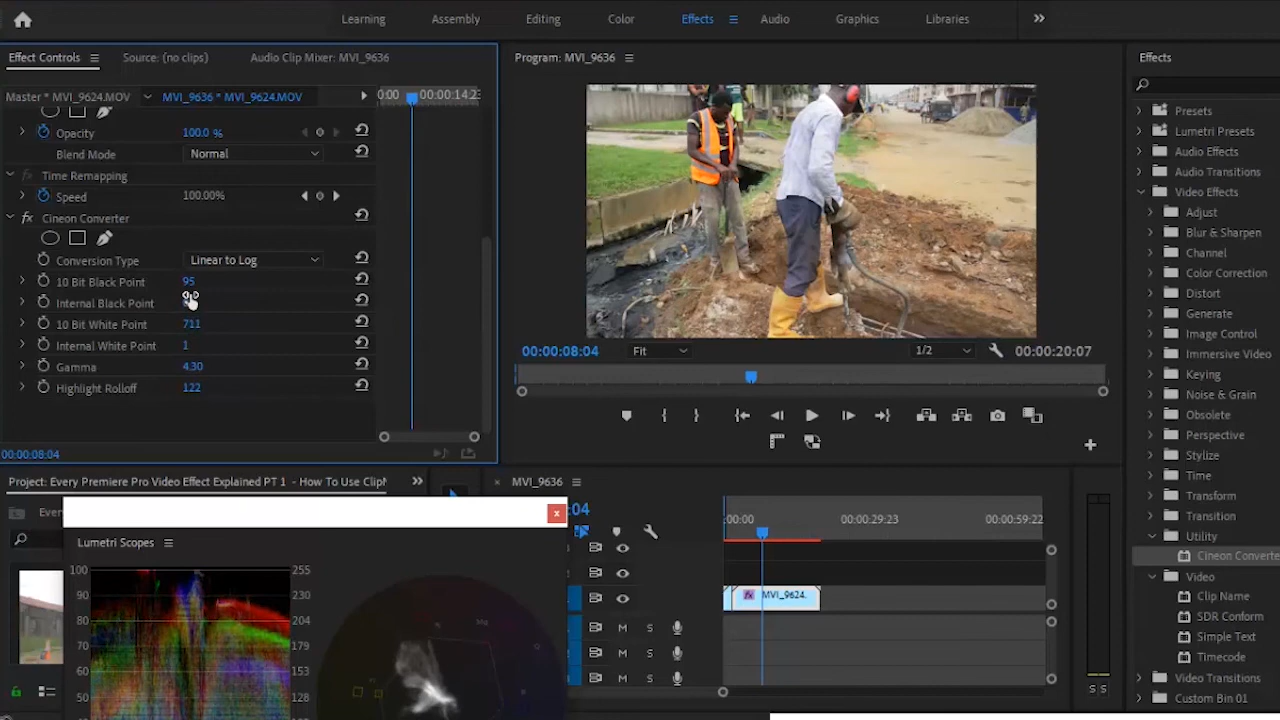 Learning Assembly Editing Color Effects Audio Graphics Libraries
Effect Controls Source: (no clips) Audio Clip Mixer: MVI_9636
Master * MVI_9624.MOV MVI_9636 * MVI_9624.MOV
0:00 00:00:14:23
Opacity 100.0 %
Blend Mode Normal
Time Remapping
Speed 100.00%
fx Cineon Converter
Conversion Type Linear to Log
10 Bit Black Point 95
Internal Black Point
10 Bit White Point 711
Internal White Point 1
Gamma 4.30
Highlight Rolloff 122
00:00:08:04
Program: MVI_9636
00:00:08:04 Fit 1/2 00:00:20:07
Effects
Presets
Lumetri Presets
Audio Effects
Audio Transitions
Video Effects
Adjust
Blur & Sharpen
Channel
Color Correction
Distort
Generate
Image Control
Immersive Video
Keying
Noise & Grain
Obsolete
Perspective
Stylize
Time
Transform
Transition
Utility
Cineon Converte
Video
Clip Name
SDR Conform
Simple Text
Timecode
Video Transitions
Custom Bin 01
Project: Every Premiere Pro Video Effect Explained PT 1 - How To Use Clip
Ever
Lumetri Scopes
100 255
90 230
80 204
70 179
60 153
50 128
MVI_9636
:04
:00:00 00:00:29:23 00:00:59:22
fx MVI_9624.
M S
M S
M S
S S